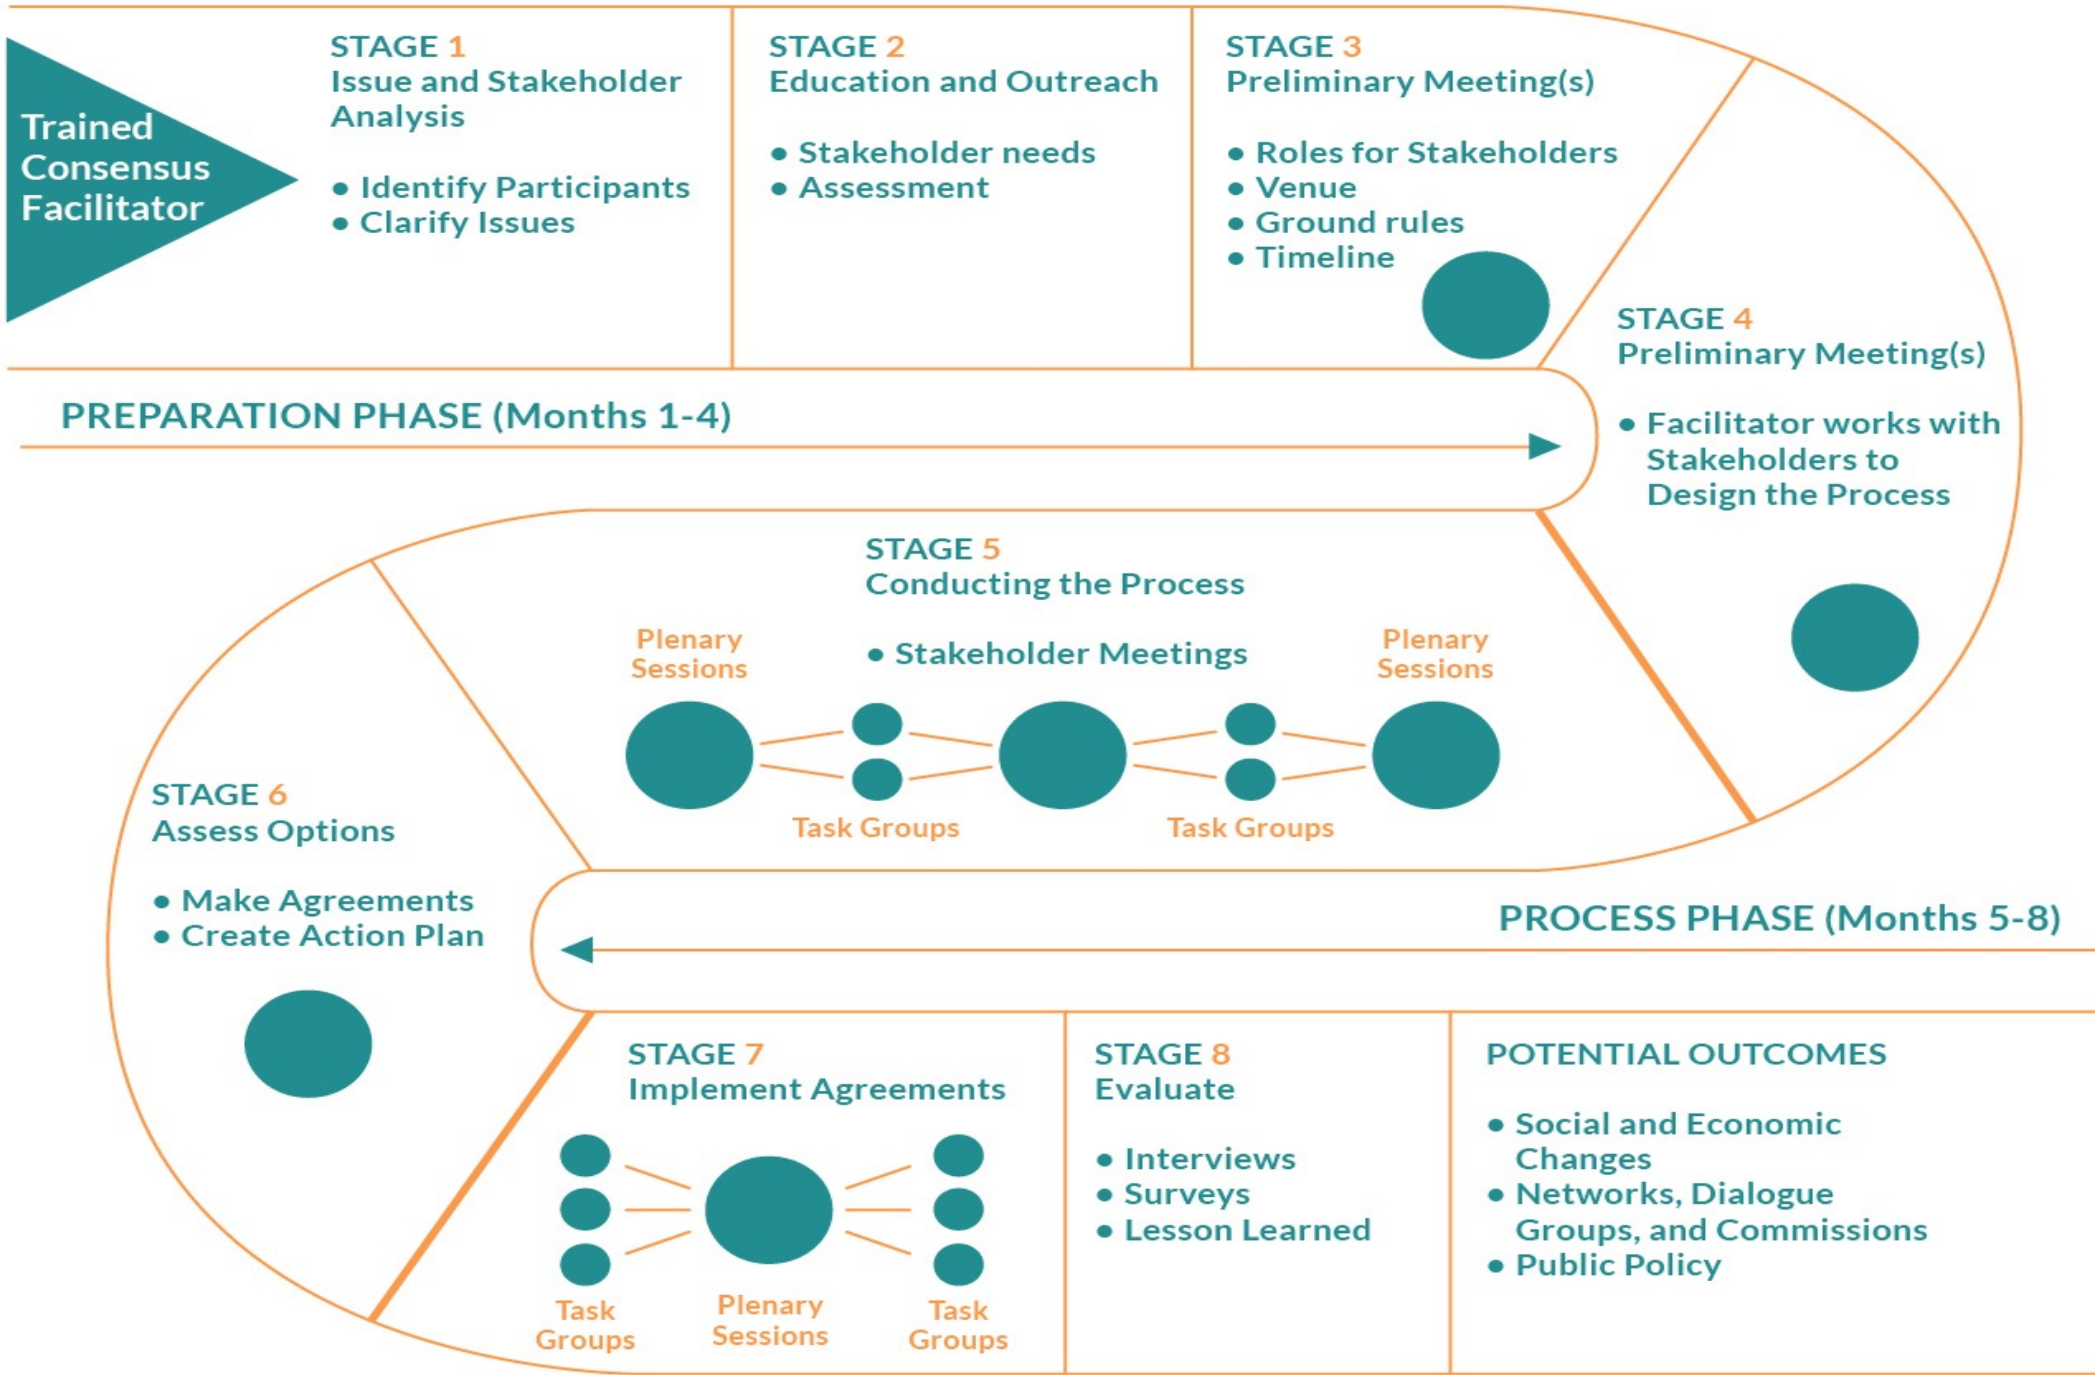 Trained
Consensus
Facilitator
STAGE 1
Issue and Stakeholder
Analysis
• Identify Participants
• Clarify Issues
STAGE 2
Education and Outreach
• Stakeholder needs
• Assessment
STAGE 3
Preliminary Meeting(s)
• Roles for Stakeholders
• Venue
• Ground rules
• Timeline
STAGE 4
Preliminary Meeting(s)
• Facilitator works with
Stakeholders to
Design the Process
PREPARATION PHASE (Months 1-4)
STAGE 5
Conducting the Process
• Stakeholder Meetings
Plenary
Sessions
Plenary
Sessions
Task Groups
Task Groups
STAGE 6
Assess Options
• Make Agreements
• Create Action Plan
PROCESS PHASE (Months 5-8)
STAGE 7
Implement Agreements
Task
Groups
Plenary
Sessions
Task
Groups
STAGE 8
Evaluate
• Interviews
• Surveys
• Lesson Learned
POTENTIAL OUTCOMES
• Social and Economic
Changes
• Networks, Dialogue
Groups, and Commissions
• Public Policy